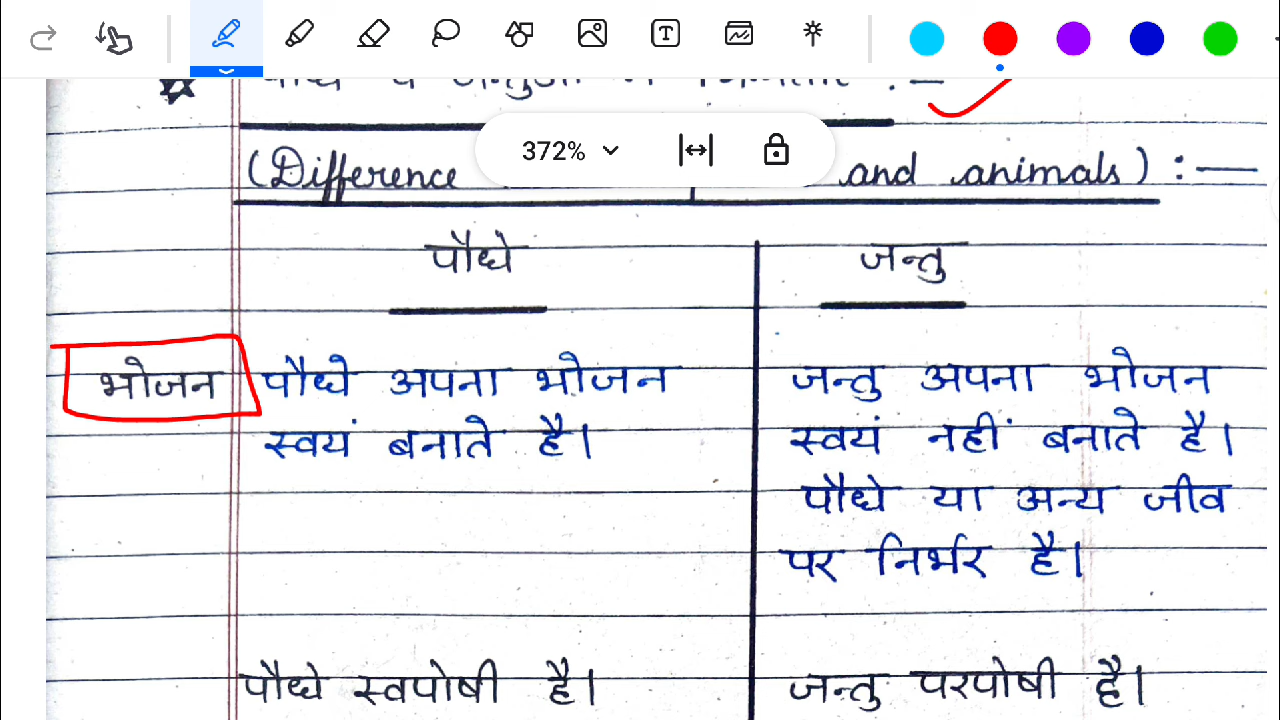 372%
(Difference and animals) : —
पौधे जन्तु
भोजन पौधे अपना भोजन
स्वयं बनाते है।
जन्तु अपना भोजन
स्वयं नहीं बनाते है।
पौधे या अन्य जीव
पर निर्भर है।
पौधे स्वपोषी है।
जन्तु परपोषी है।